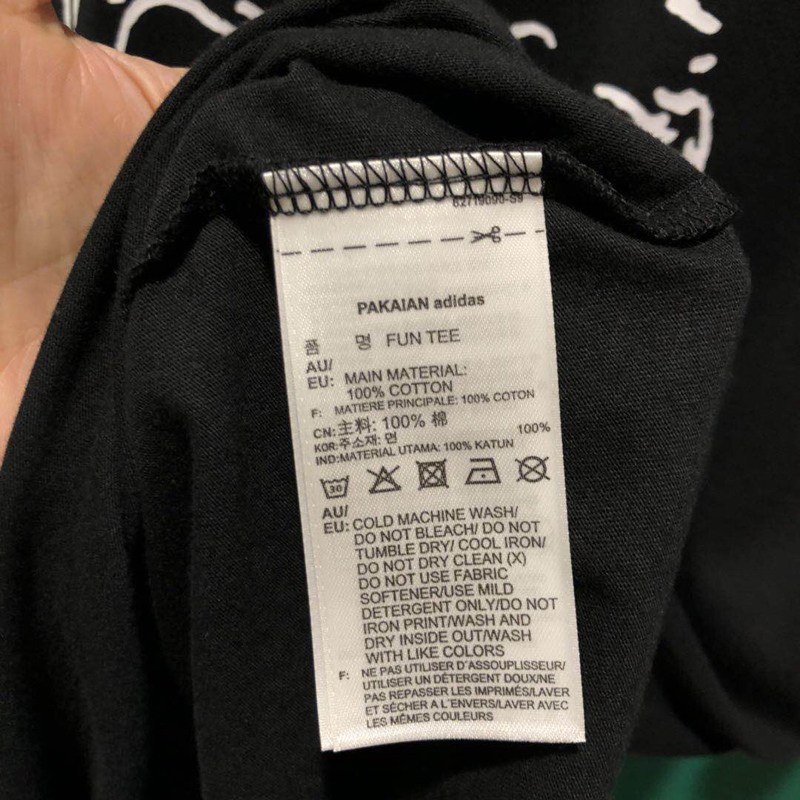 62719090-S9
PAKAIAN adidas
품 명 FUN TEE
AU/
EU: MAIN MATERIAL:
100% COTTON
F: MATIERE PRINCIPALE: 100% COTON
CN:主料: 100% 棉
KOR:주소재: 면 100%
IND:MATERIAL UTAMA: 100% KATUN
30
AU/
EU: COLD MACHINE WASH/
DO NOT BLEACH/ DO NOT
TUMBLE DRY/ COOL IRON/
DO NOT DRY CLEAN (X)
DO NOT USE FABRIC
SOFTENER/USE MILD
DETERGENT ONLY/DO NOT
IRON PRINT/WASH AND
DRY INSIDE OUT/WASH
WITH LIKE COLORS
F: NE PAS UTILISER D'ASSOUPLISSEUR/
UTILISER UN DÉTERGENT DOUX/NE
PAS REPASSER LES IMPRIMÉS/LAVER
ET SÉCHER A L'ENVERS/LAVER AVEC
LES MÊMES COULEURS